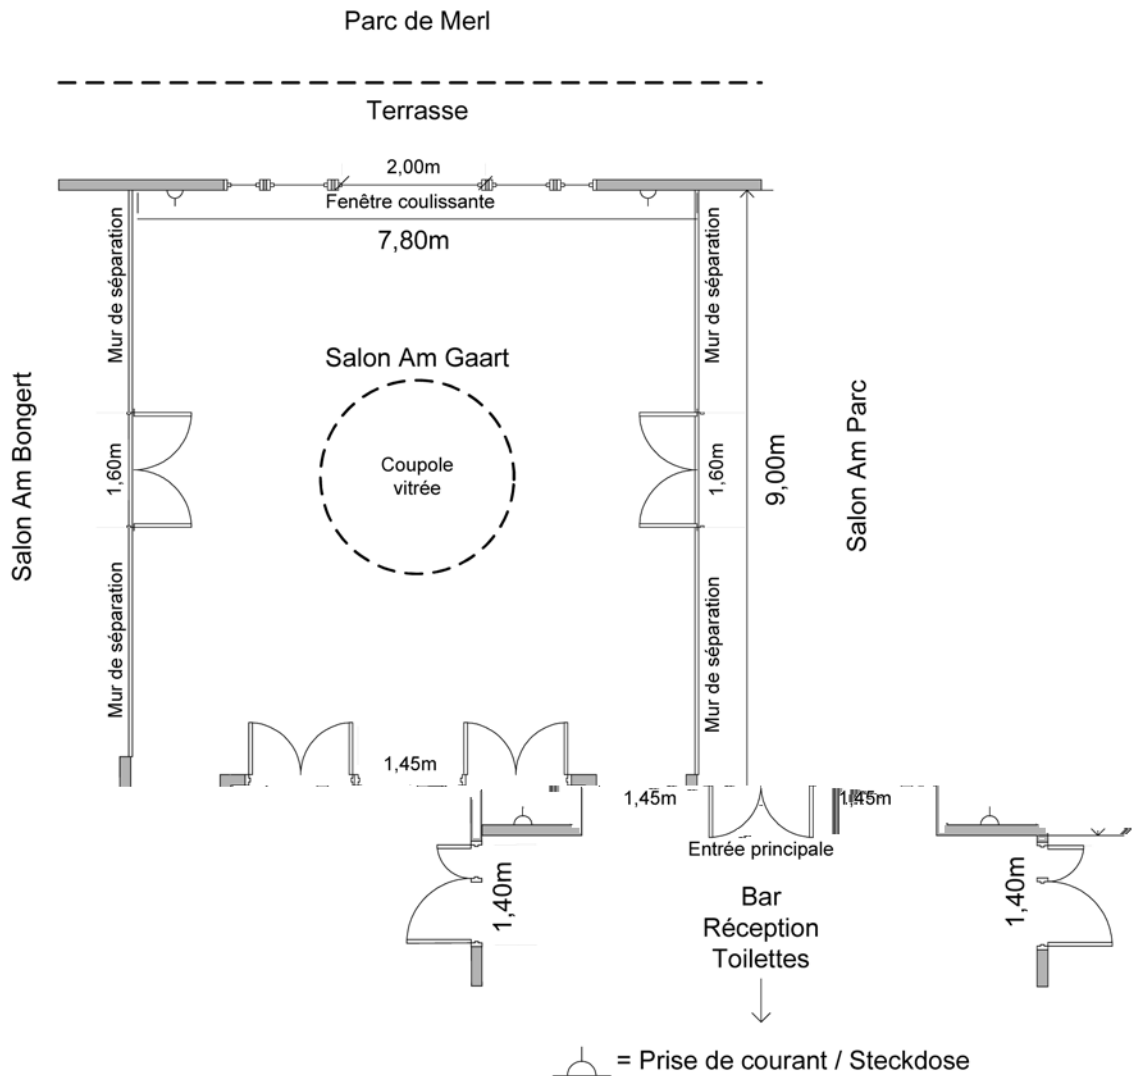 Parc de Merl
Terrasse
2,00m
Fenêtre coulissante
7,80m
Mur de séparation
Mur de séparation
Salon Am Gaart
Coupole
vitrée
Salon Am Bongert
1,60m
1,60m
9,00m
Salon Am Parc
Mur de séparation
Mur de séparation
1,45m
1,45m
1,45m
Entrée principale
1,40m
1,40m
Bar
Réception
Toilettes
= Prise de courant / Steckdose